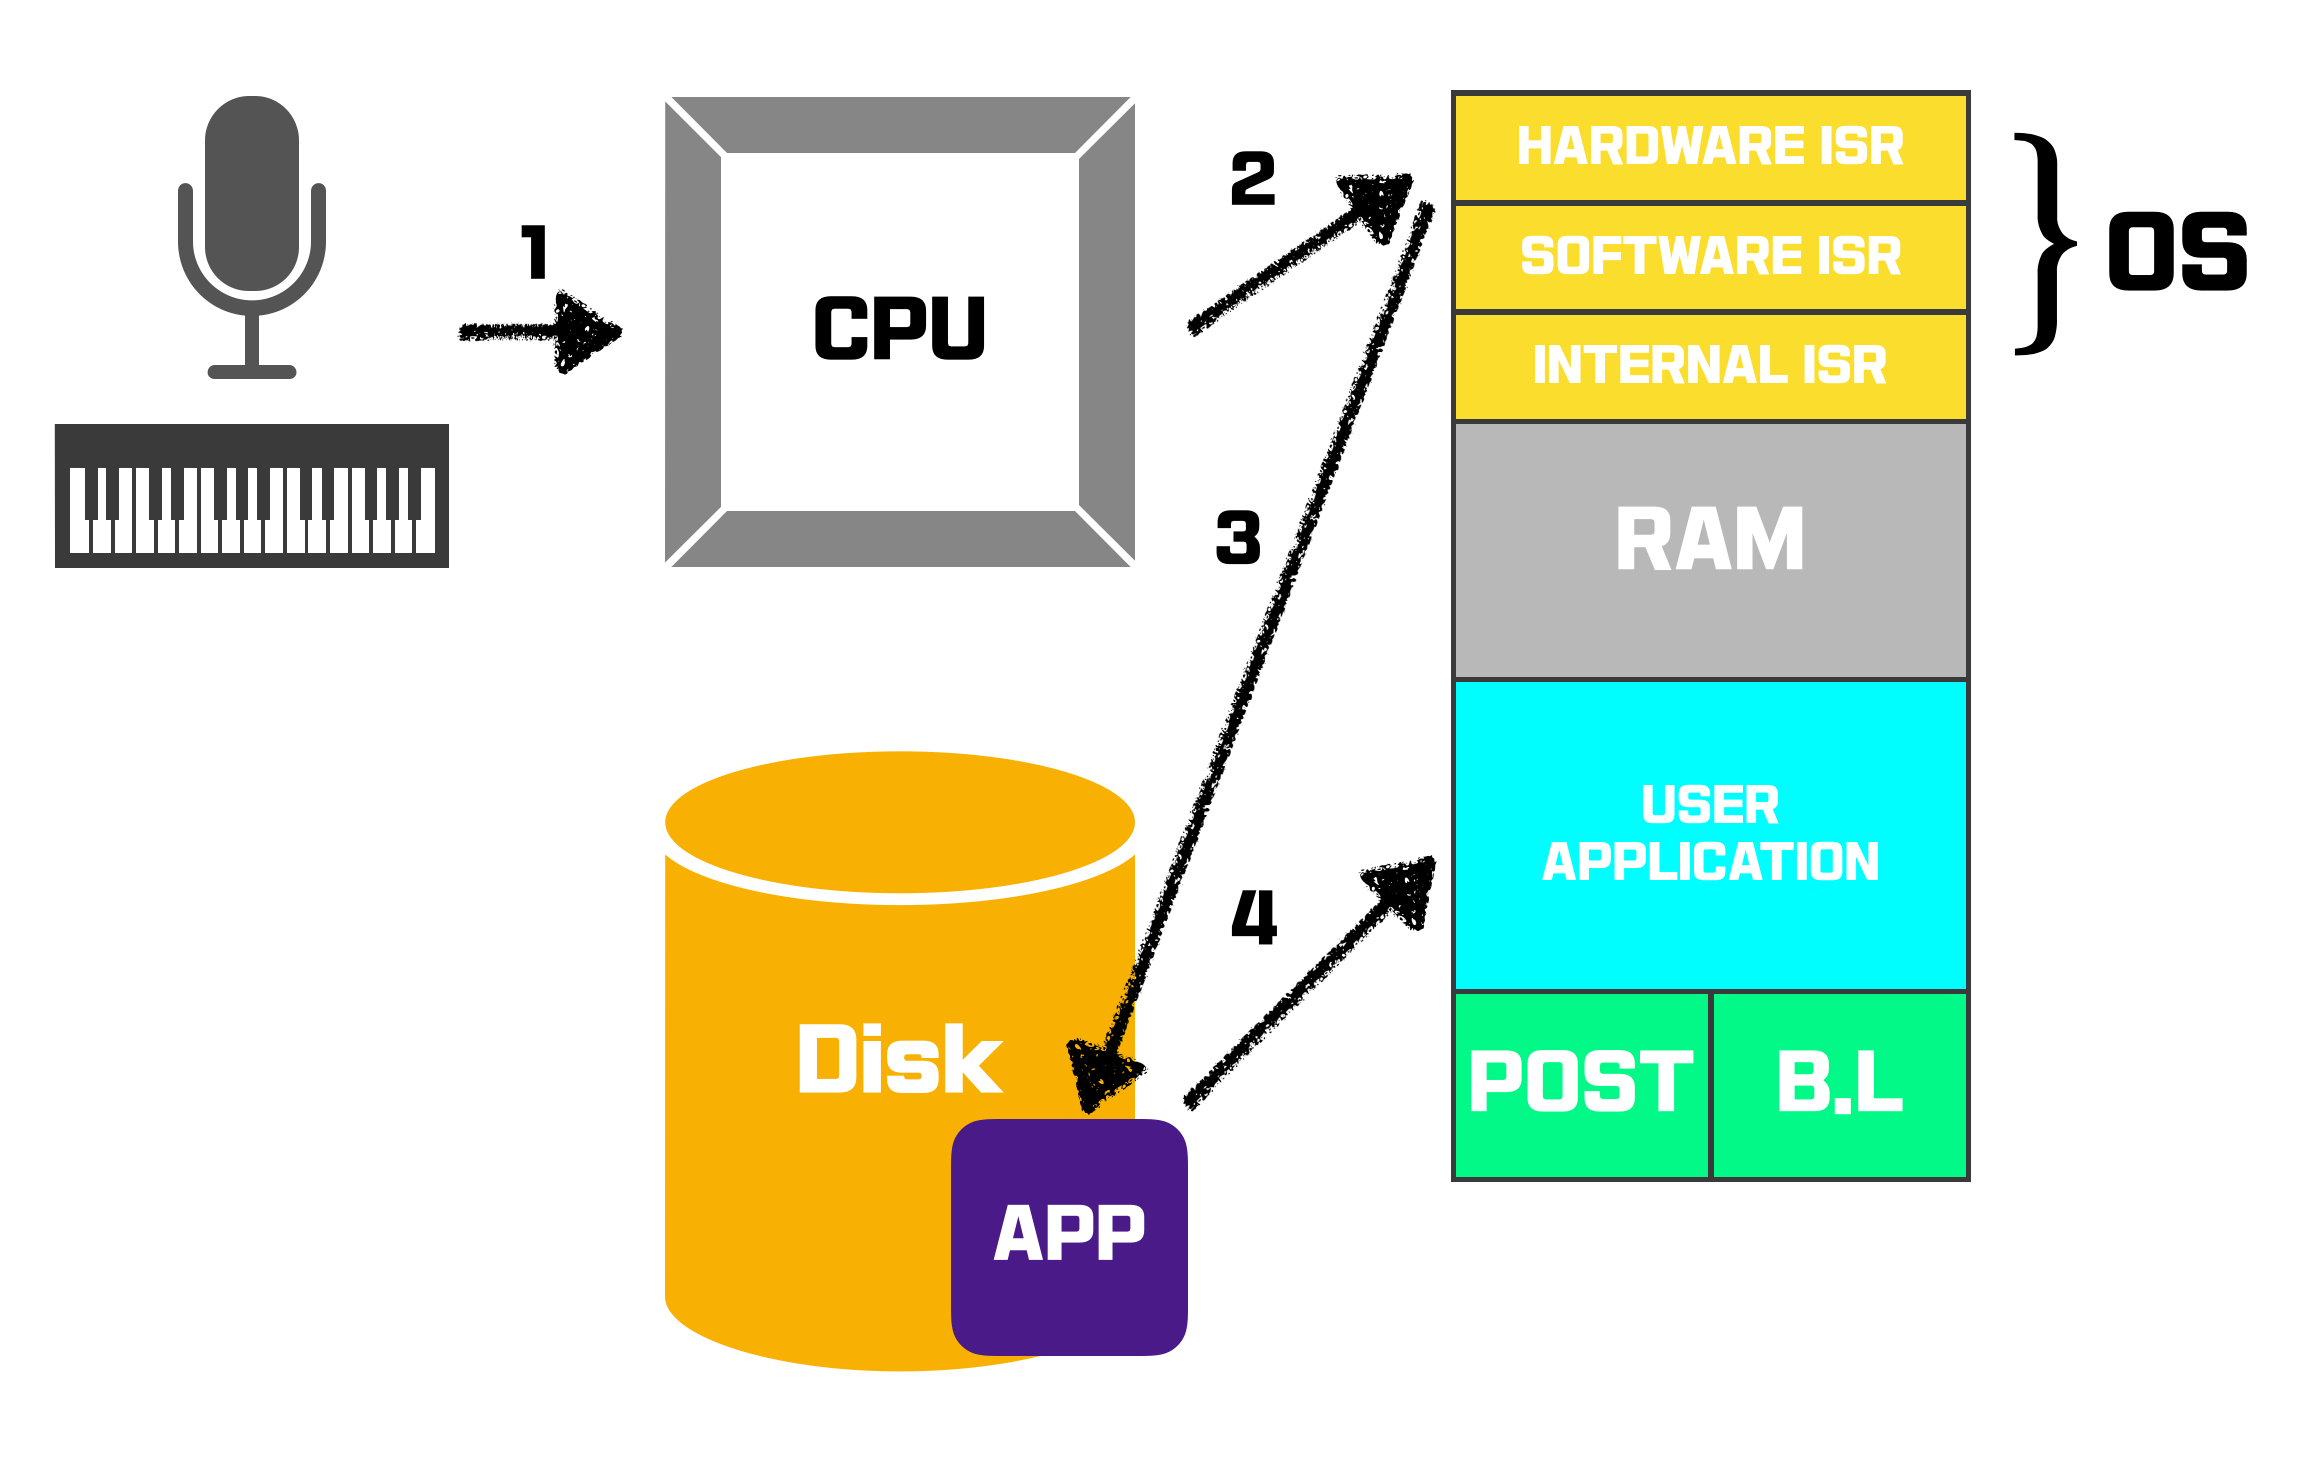 1
CPU
2
3
4
Disk
APP
HARDWARE ISR
SOFTWARE ISR
INTERNAL ISR
RAM
USER
APPLICATION
POST
B.L
}
OS